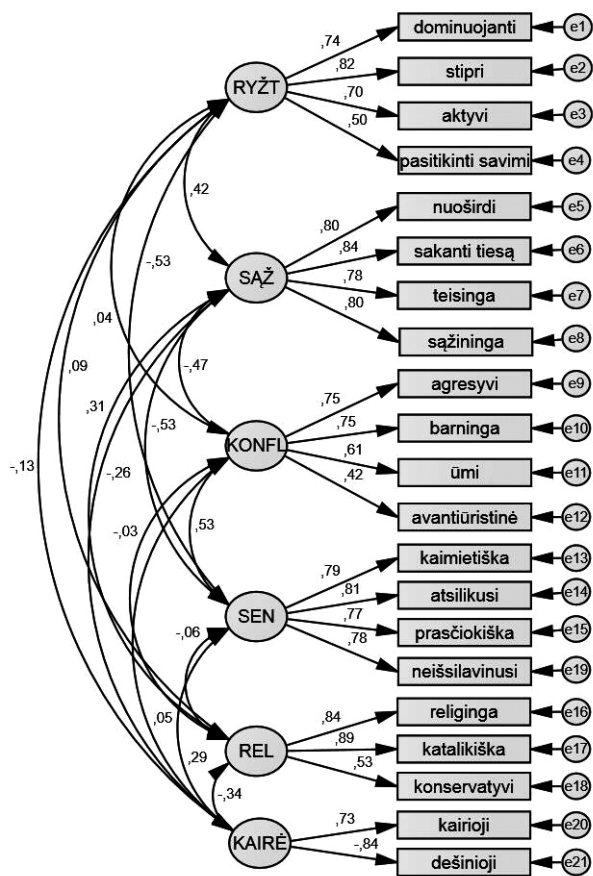 dominuojanti
e1
,74
stipri
e2
,82
RYŽT
,70
aktyvi
e3
,50
pasitikinti savimi
e4
,42
nuoširdi
e5
,80
sakanti tiesą
e6
-,53
,84
SĄŽ
,78
teisinga
e7
,80
,04
sąžininga
e8
,09
-,47
agresyvi
e9
,75
,31
barninga
e10
-,53
,75
KONFL
,61
ūmi
e11
-,13
-,26
,42
avantiūristinė
e12
-,03
,53
kaimietiška
e13
,79
atsilikusi
e14
,81
SEN
,77
prasčiokiška
e15
-,06
,78
neišsilavinusi
e19
religinga
e16
,84
,05
katalikiška
e17
REL
,89
,29
,53
konservatyvi
e18
-,34
kairioji
e20
,73
KAIRĖ
-,84
dešinioji
e21